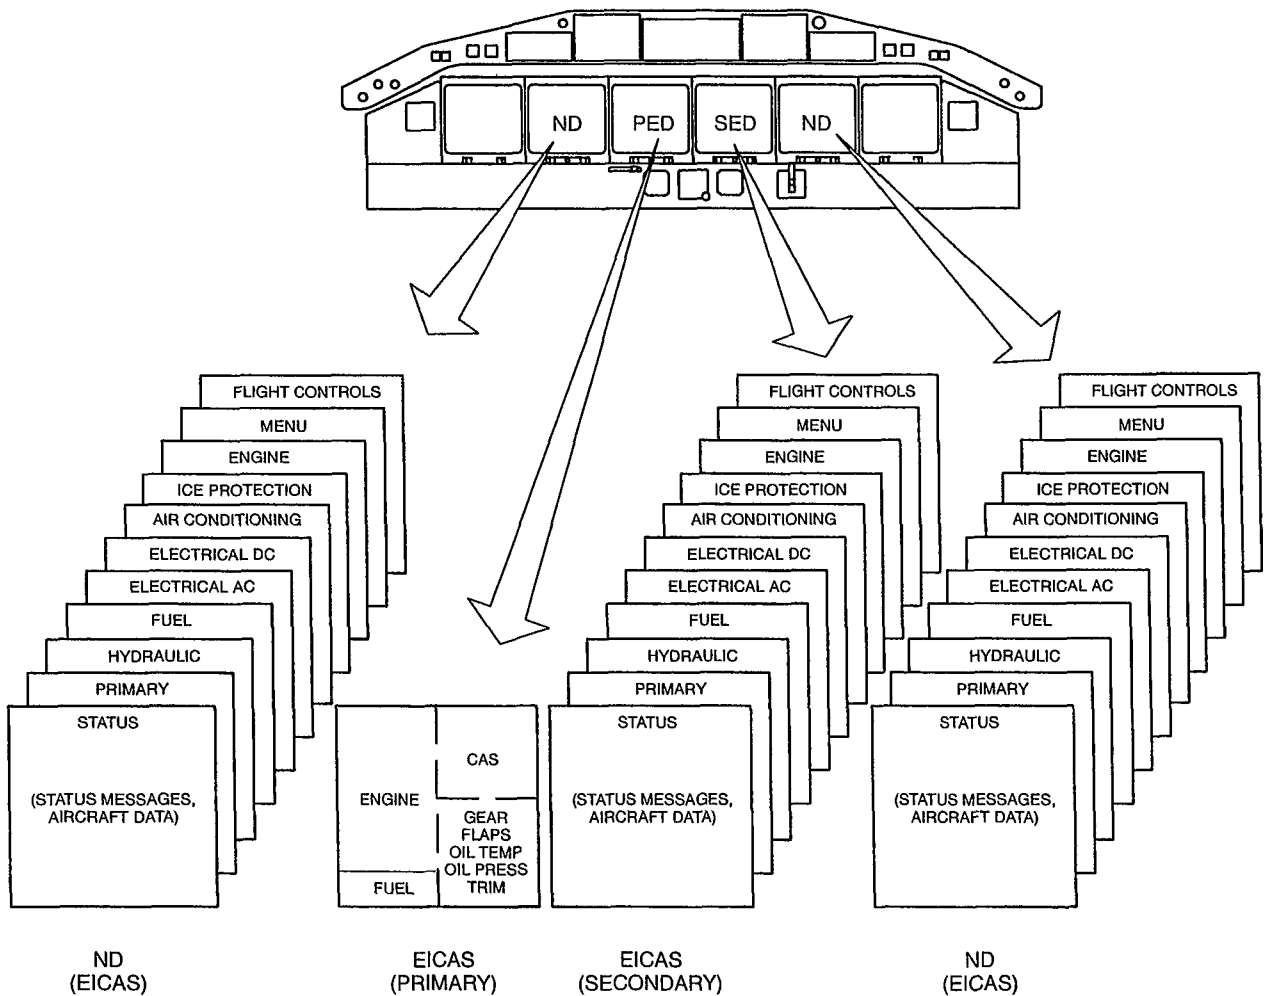 ND
PED
SED
ND
FLIGHT CONTROLS
MENU
ENGINE
ICE PROTECTION
AIR CONDITIONING
ELECTRICAL DC
ELECTRICAL AC
FUEL
HYDRAULIC
PRIMARY
STATUS
(STATUS MESSAGES,
AIRCRAFT DATA)
ND
(EICAS)
ENGINE
FUEL
CAS
GEAR
FLAPS
OIL TEMP
OIL PRESS
TRIM
EICAS
(PRIMARY)
FLIGHT CONTROLS
MENU
ENGINE
ICE PROTECTION
AIR CONDITIONING
ELECTRICAL DC
ELECTRICAL AC
FUEL
HYDRAULIC
PRIMARY
STATUS
(STATUS MESSAGES,
AIRCRAFT DATA)
EICAS
(SECONDARY)
FLIGHT CONTROLS
MENU
ENGINE
ICE PROTECTION
AIR CONDITIONING
ELECTRICAL DC
ELECTRICAL AC
FUEL
HYDRAULIC
PRIMARY
STATUS
(STATUS MESSAGES,
AIRCRAFT DATA)
ND
(EICAS)